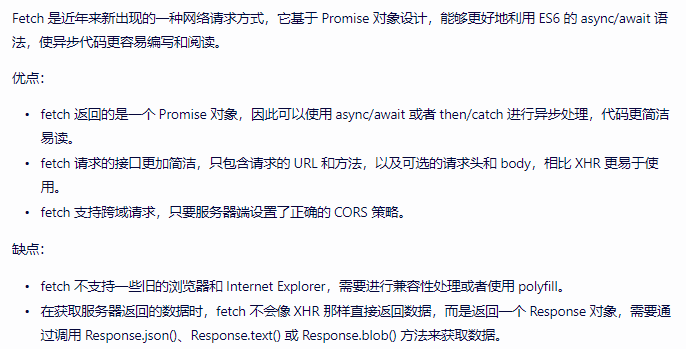 Fetch 是近年来新出现的一种网络请求方式，它基于 Promise 对象设计，能够更好地利用 ES6 的 async/await 语
法，使异步代码更容易编写和阅读。
优点：
• fetch 返回的是一个 Promise 对象，因此可以使用 async/await 或者 then/catch 进行异步处理，代码更简洁
易读。
• fetch 请求的接口更加简洁，只包含请求的 URL 和方法，以及可选的请求头和 body，相比 XHR 更易于使
用。
• fetch 支持跨域请求，只要服务器端设置了正确的 CORS 策略。
缺点：
• fetch 不支持一些旧的浏览器和 Internet Explorer，需要进行兼容性处理或者使用 polyfill。
• 在获取服务器返回的数据时，fetch 不会像 XHR 那样直接返回数据，而是返回一个 Response 对象，需要通
过调用 Response.json()、Response.text() 或 Response.blob() 方法来获取数据。